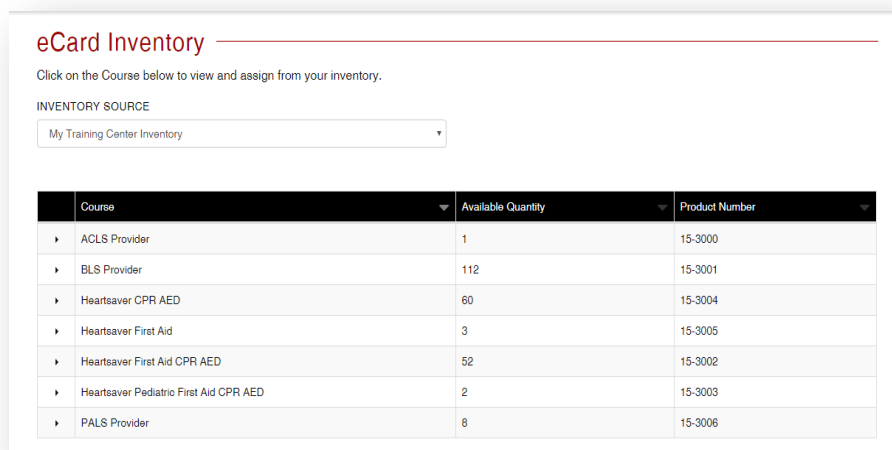 eCard Inventory
Click on the Course below to view and assign from your inventory.
INVENTORY SOURCE
My Training Center Inventory
Course Available Quantity Product Number
ACLS Provider 1 15-3000
BLS Provider 112 15-3001
Heartsaver CPR AED 60 15-3004
Heartsaver First Aid 3 15-3005
Heartsaver First Aid CPR AED 52 15-3002
Heartsaver Pediatric First Aid CPR AED 2 15-3003
PALS Provider 8 15-3006